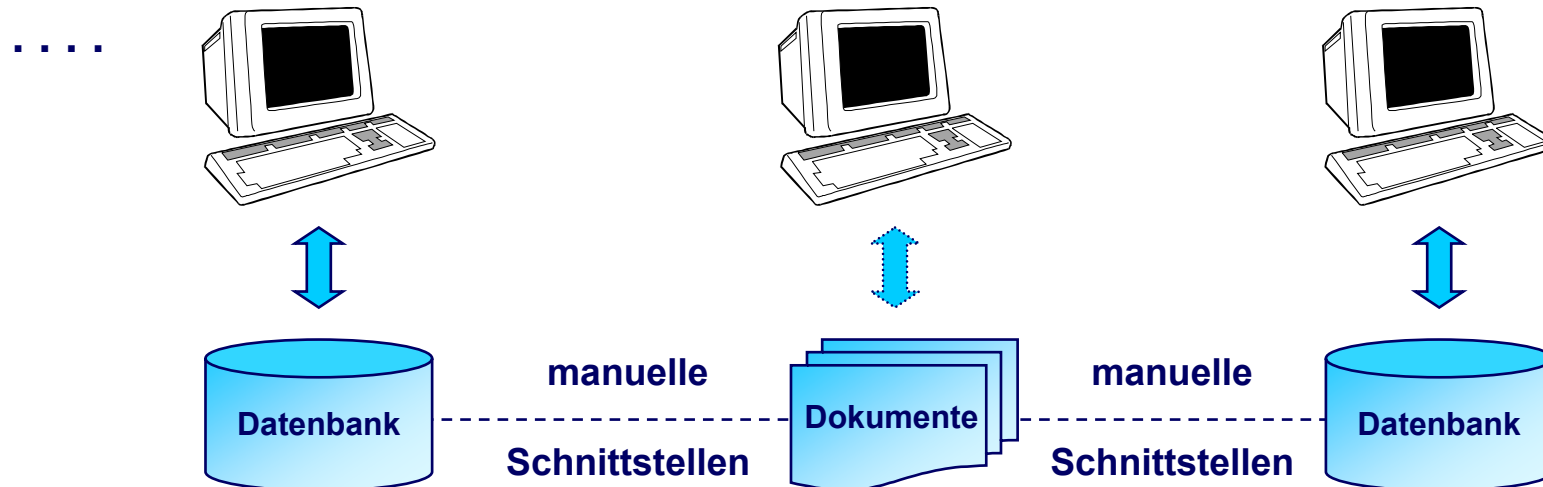 . . . .
manuelle
manuelle
Datenbank
Dokumente
Datenbank
Schnittstellen
Schnittstellen